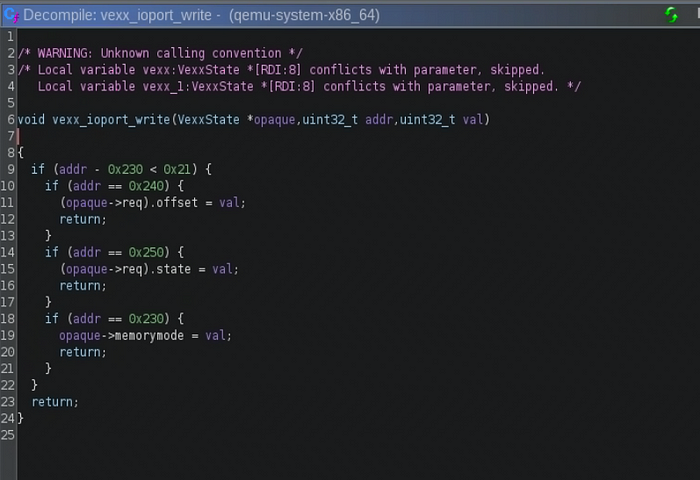 Decompile: vexx_ioport_write - (qemu-system-x86_64)
1
2 /* WARNING: Unknown calling convention */
3 /* Local variable vexx:VexxState *[RDI:8] conflicts with parameter, skipped.
4    Local variable vexx_1:VexxState *[RDI:8] conflicts with parameter, skipped. */
5
6 void vexx_ioport_write(VexxState *opaque,uint32_t addr,uint32_t val)
7
8 {
9   if (addr - 0x230 < 0x21) {
10     if (addr == 0x240) {
11       (opaque->req).offset = val;
12       return;
13     }
14     if (addr == 0x250) {
15       (opaque->req).state = val;
16       return;
17     }
18     if (addr == 0x230) {
19       opaque->memorymode = val;
20       return;
21     }
22   }
23   return;
24 }
25